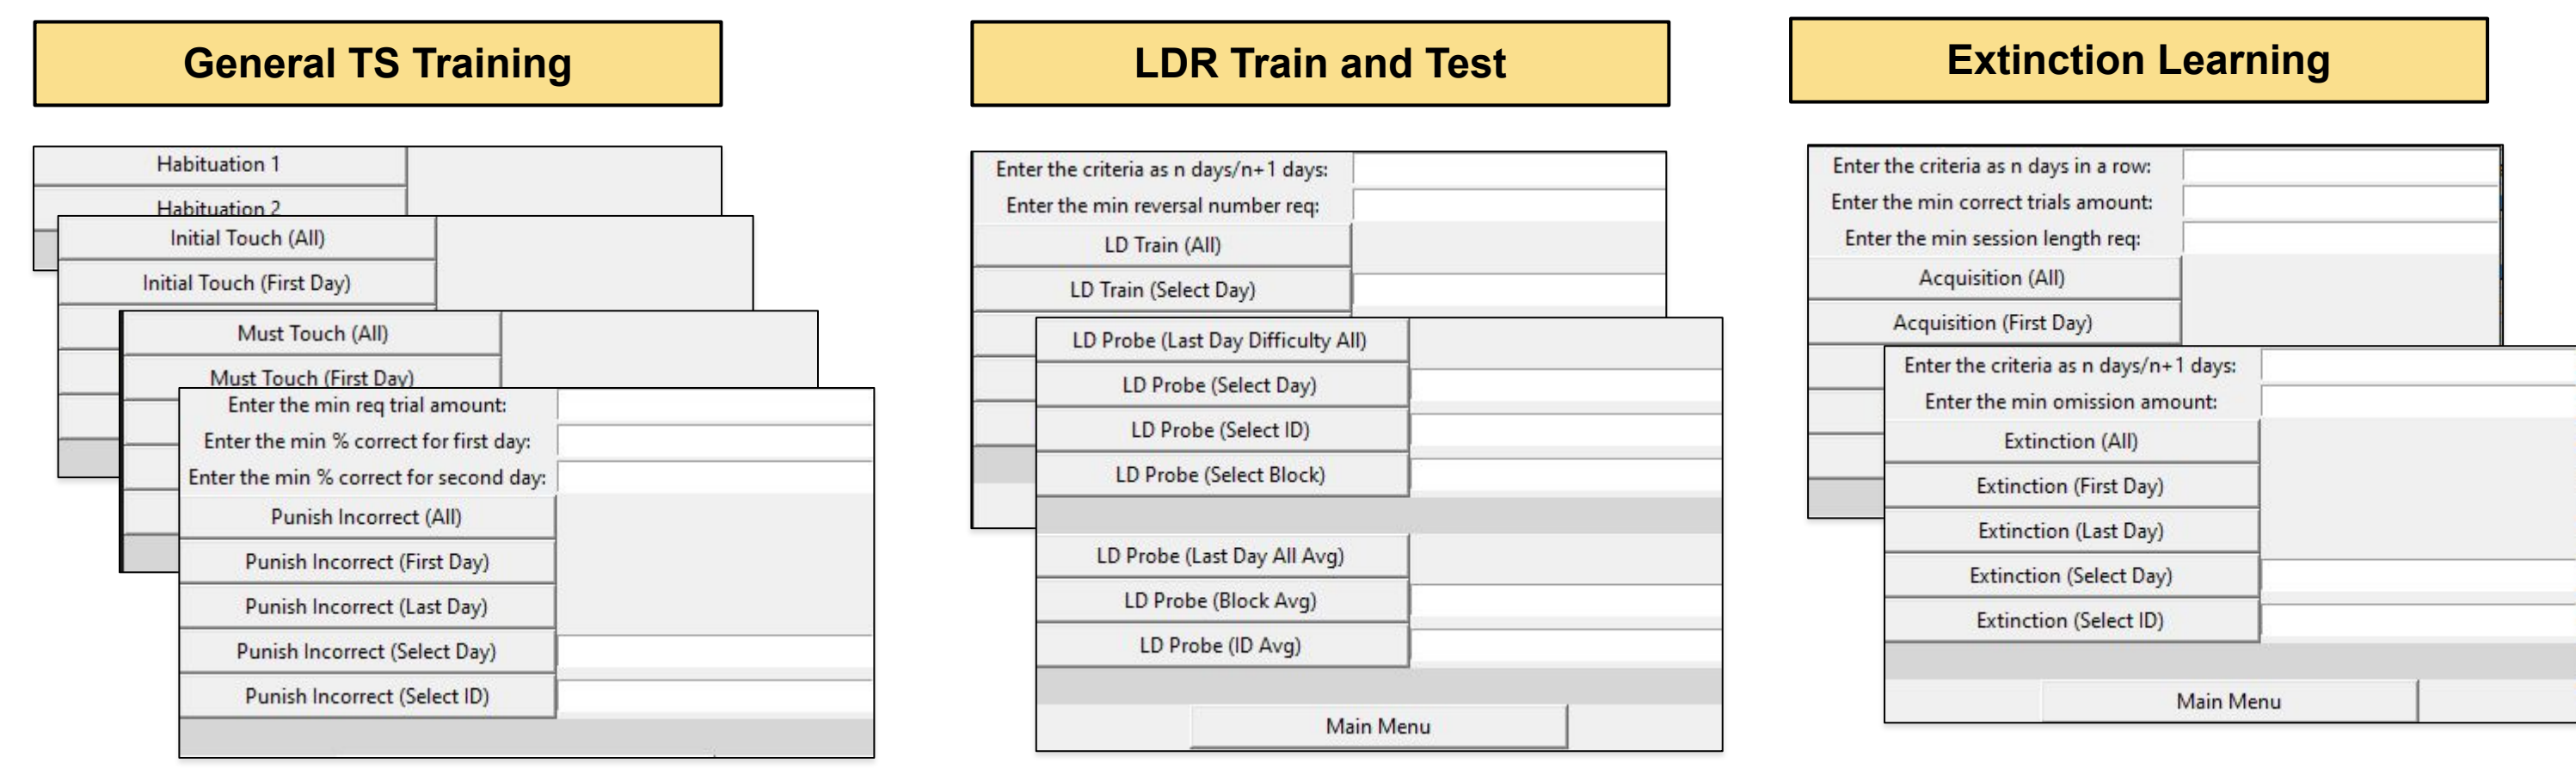 General TS Training
Habituation 1
Habituation 2
Initial Touch (All)
Initial Touch (First Day)
Must Touch (All)
Must Touch (First Day)
Enter the min req trial amount:
Enter the min % correct for first day:
Enter the min % correct for second day:
Punish Incorrect (All)
Punish Incorrect (First Day)
Punish Incorrect (Last Day)
Punish Incorrect (Select Day)
Punish Incorrect (Select ID)
LDR Train and Test
Enter the criteria as n days/n+1 days:
Enter the min reversal number req:
LD Train (All)
LD Train (Select Day)
LD Probe (Last Day Difficulty All)
LD Probe (Select Day)
LD Probe (Select ID)
LD Probe (Select Block)
LD Probe (Last Day All Avg)
LD Probe (Block Avg)
LD Probe (ID Avg)
Main Menu
Extinction Learning
Enter the criteria as n days in a row:
Enter the min correct trials amount:
Enter the min session length req:
Acquisition (All)
Acquisition (First Day)
Enter the criteria as n days/n+1 days:
Enter the min omission amount:
Extinction (All)
Extinction (First Day)
Extinction (Last Day)
Extinction (Select Day)
Extinction (Select ID)
Main Menu